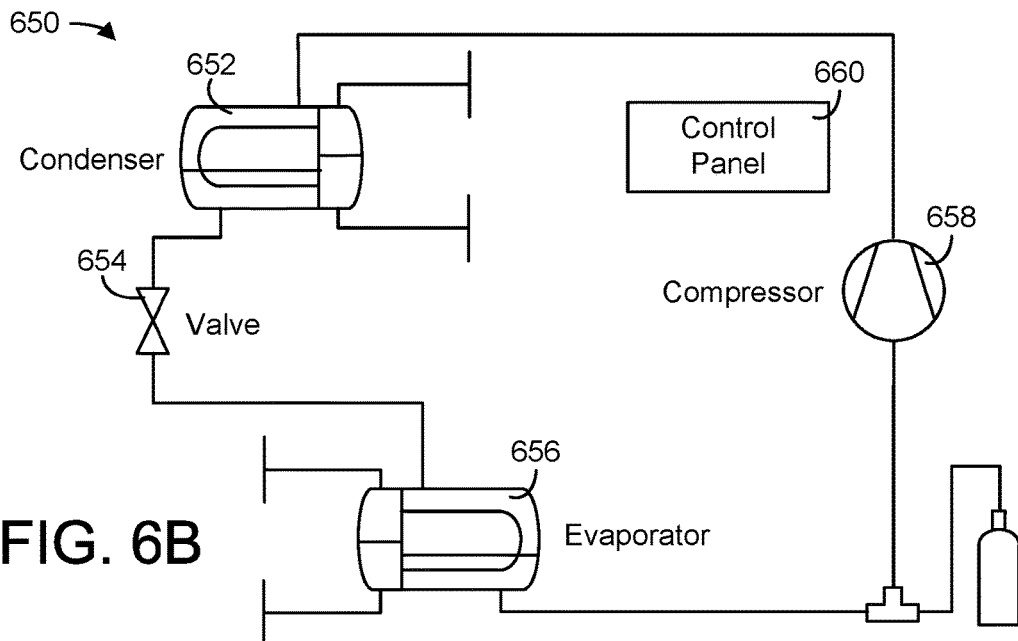 650
652
660
Control
Panel
Condenser
658
654
Compressor
Valve
656
FIG. 6B
Evaporator